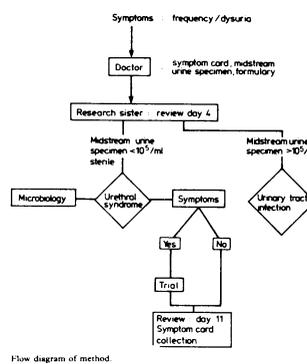 Symptoms : frequency/dysuria
Doctor : symptom card, midstream
urine specimen, formulary
Research sister : review day 4
Midstream urine
specimen <10⁵/ml
sterile
Midstream urine
specimen >10⁵/
Microbiology
Urethral
syndrome
Symptoms
Urinary tract
infection
Yes
No
Trial
Review day 11
Symptom card
collection
Flow diagram of method.